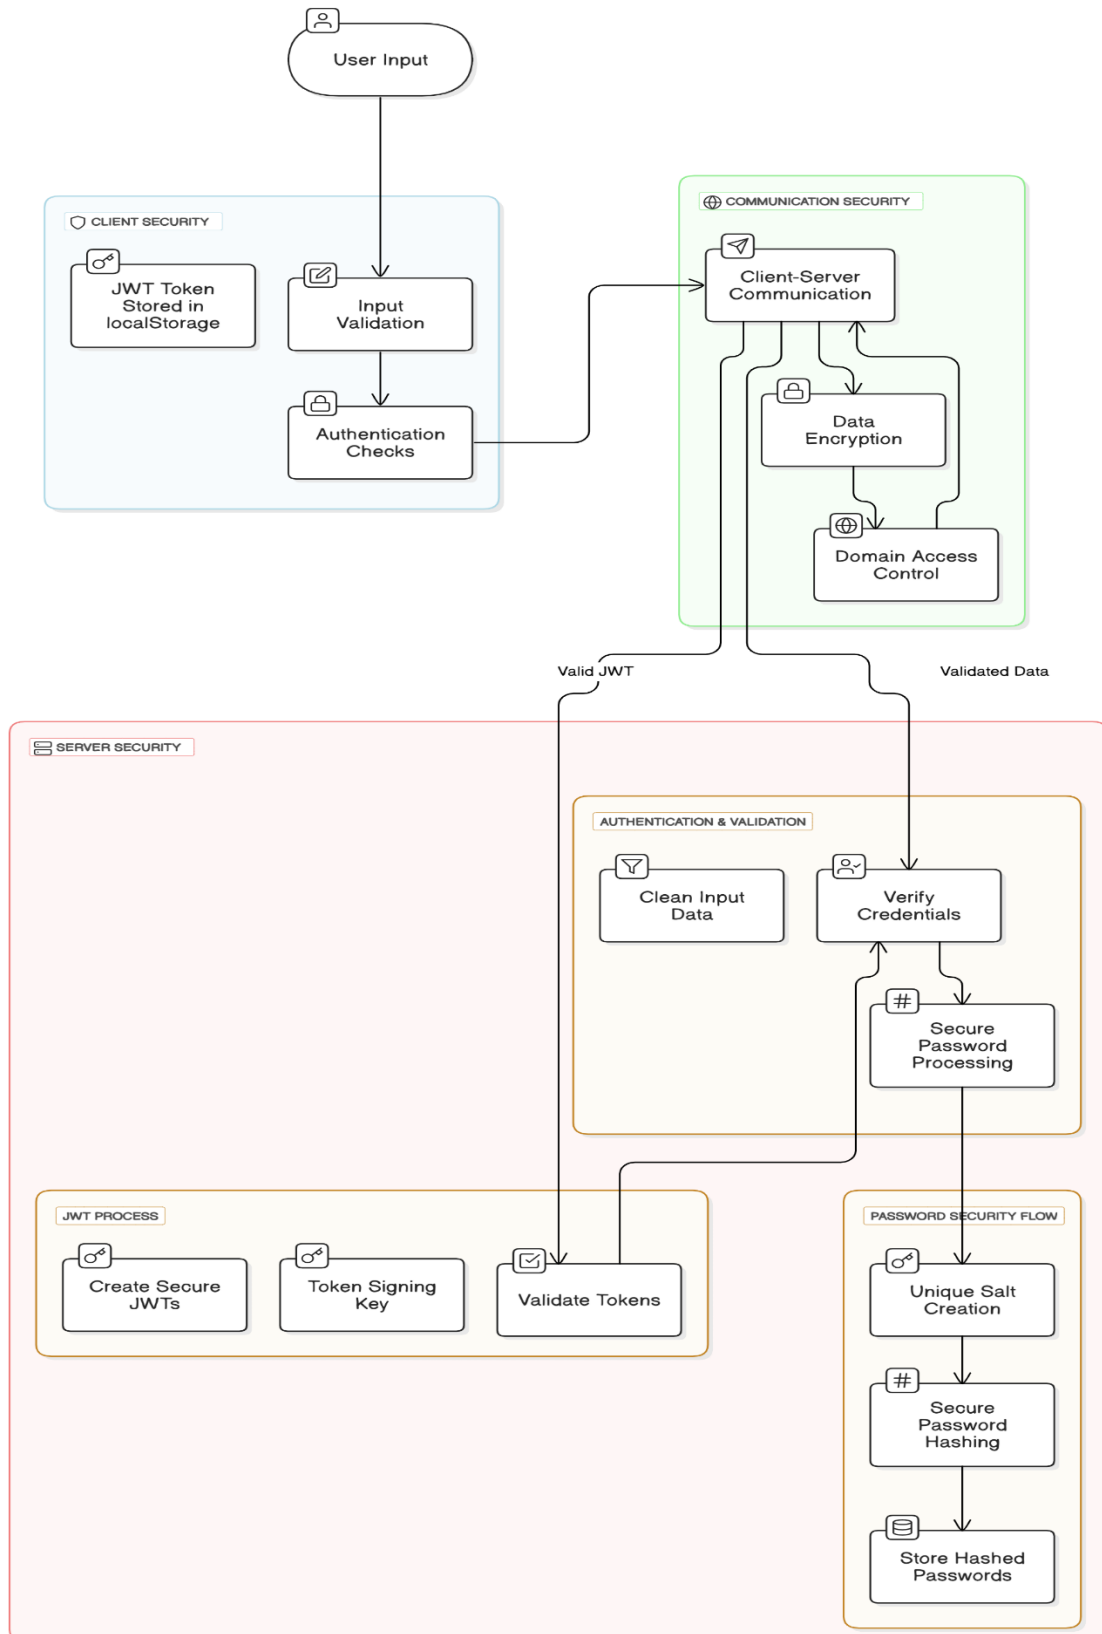 User Input
CLIENT SECURITY
JWT Token
Stored in
localStorage
Input
Validation
Authentication
Checks
COMMUNICATION SECURITY
Client-Server
Communication
Data
Encryption
Domain Access
Control
Valid JWT
Validated Data
SERVER SECURITY
AUTHENTICATION & VALIDATION
Clean Input
Data
Verify
Credentials
Secure
Password
Processing
JWT PROCESS
Create Secure
JWTs
Token Signing
Key
Validate Tokens
PASSWORD SECURITY FLOW
Unique Salt
Creation
Secure
Password
Hashing
Store Hashed
Passwords